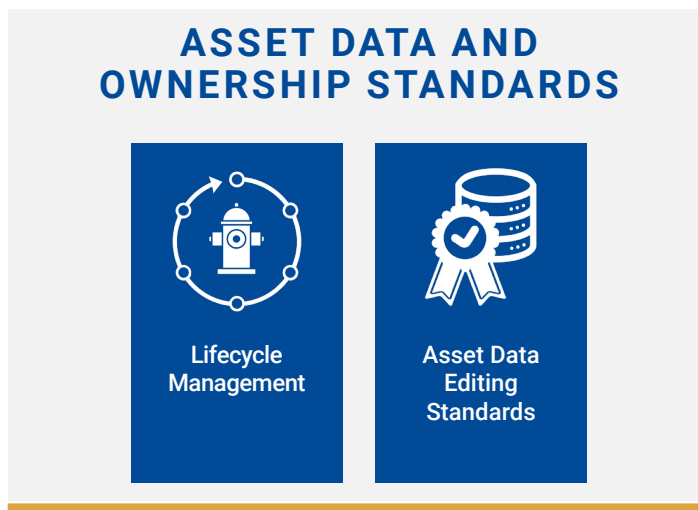 ASSET DATA AND
OWNERSHIP STANDARDS
Lifecycle
Management
Asset Data
Editing
Standards